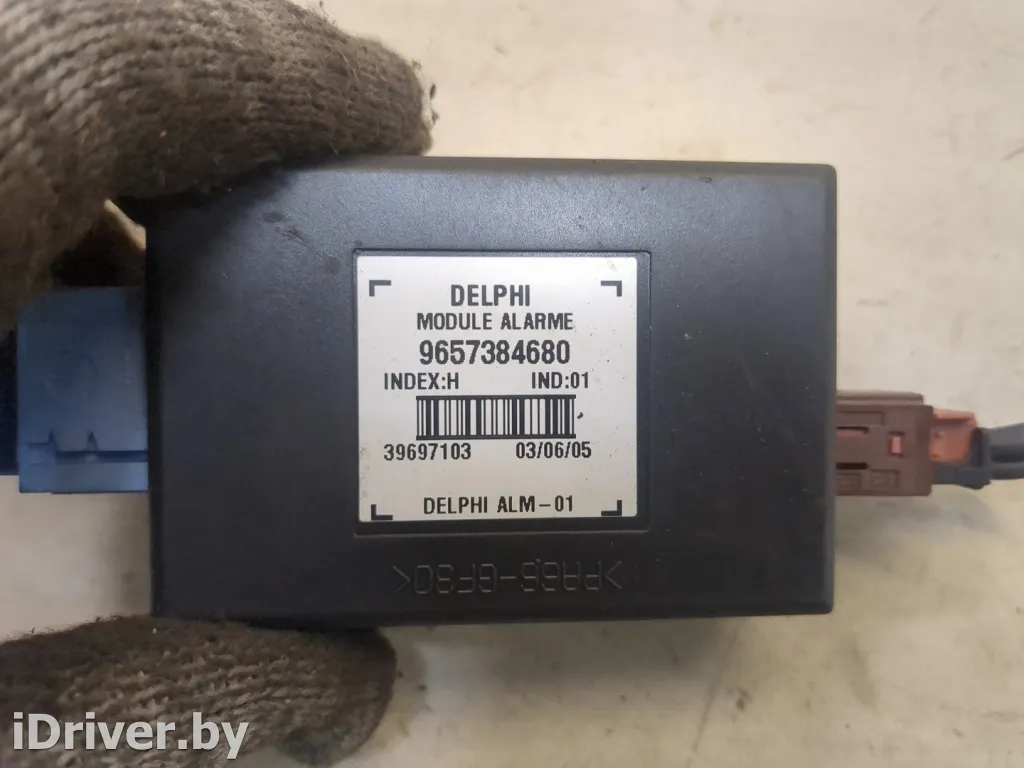 DELPHI
MODULE ALARME
9657384680
INDEX:H IND:01
39697103 03/06/05
DELPHI ALM-01
>PA66-GF30<
iDriver.by